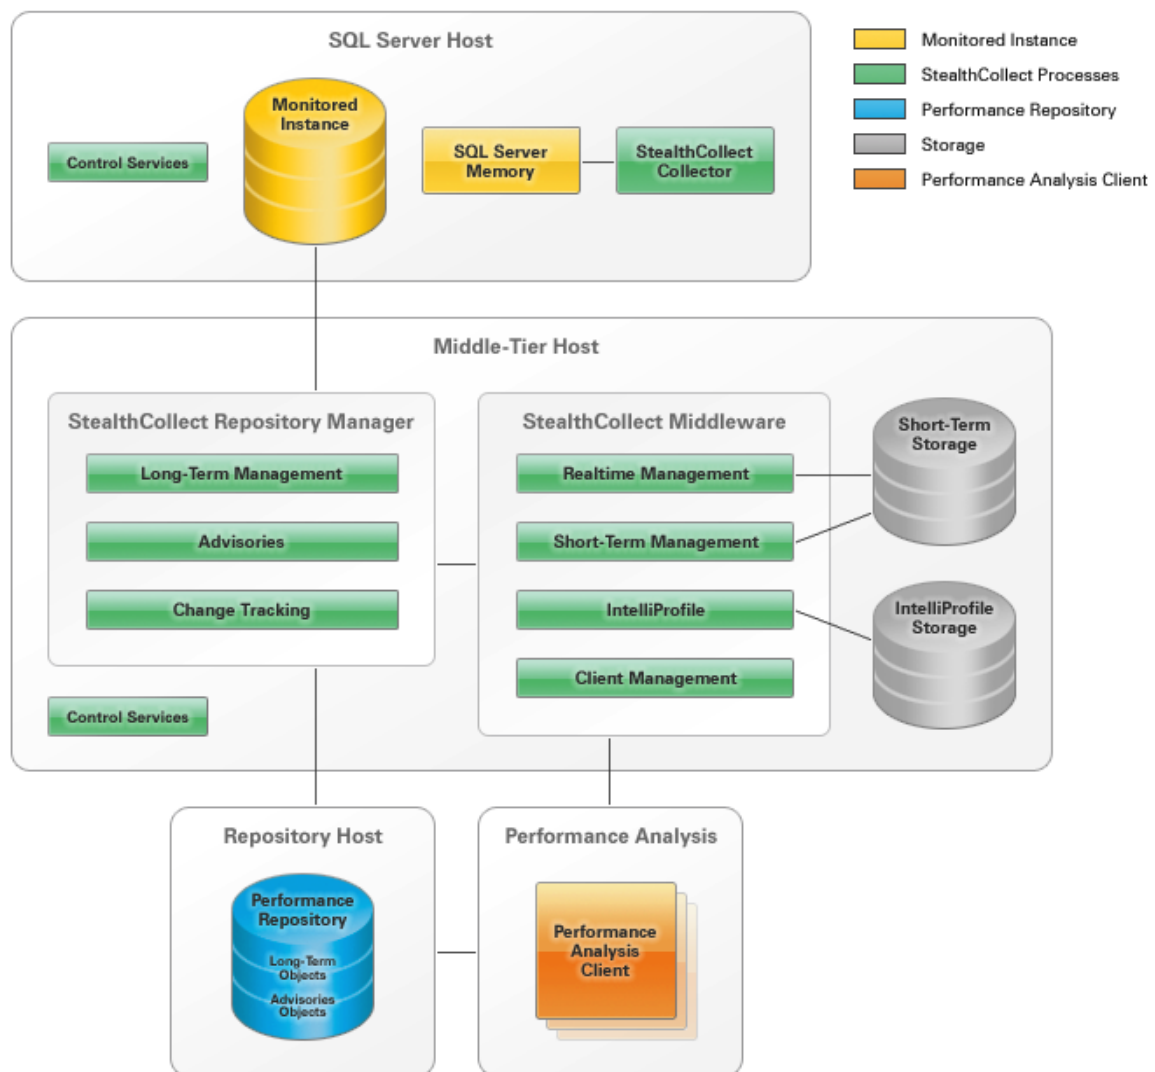 SQL Server Host
Monitored
Instance
Control Services
SQL Server
Memory
StealthCollect
Collector
Monitored Instance
StealthCollect Processes
Performance Repository
Storage
Performance Analysis Client
Middle-Tier Host
StealthCollect Repository Manager
Long-Term Management
Advisories
Change Tracking
Control Services
StealthCollect Middleware
Realtime Management
Short-Term Management
IntelliProfile
Client Management
Short-Term
Storage
IntelliProfile
Storage
Repository Host
Performance
Repository
Long-Term
Objects
Advisories
Objects
Performance Analysis
Performance
Analysis
Client